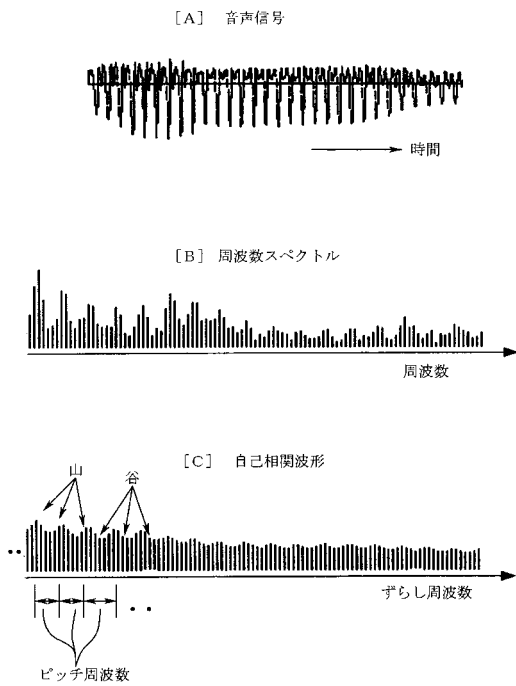 [A] 音声信号
時間
[B] 周波数スペクトル
周波数
[C] 自己相関波形
山
谷
ずらし周波数
ピッチ周波数